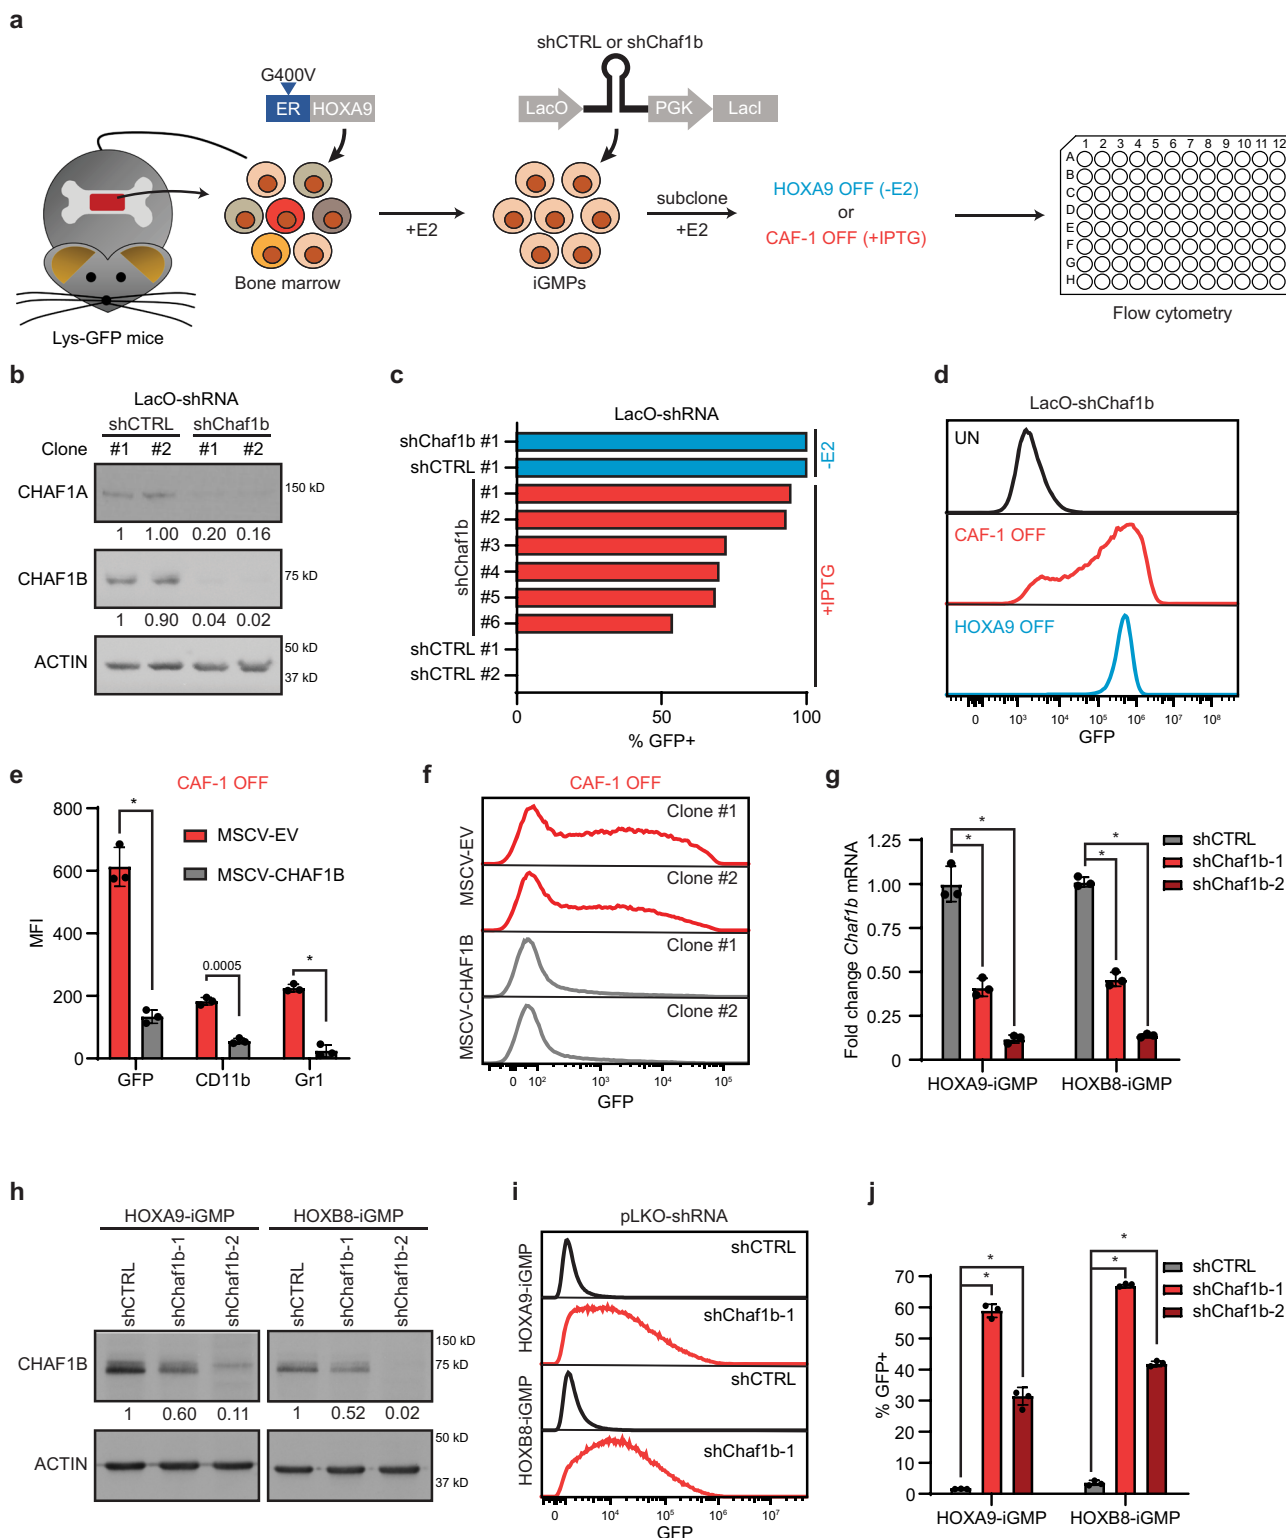 a
shCTRL or shChaf1b
G400V
ER HOXA9
LacO PGK LacI
1 2 3 4 5 6 7 8 9 10 11 12
A
B
C
D
E
F
G
H
+E2
subclone
+E2
HOXA9 OFF (-E2)
or
CAF-1 OFF (+IPTG)
Bone marrow
iGMPs
Flow cytometry
Lys-GFP mice
b
LacO-shRNA
shCTRL shChaf1b
Clone #1 #2 #1 #2
CHAF1A
150 kD
1 1.00 0.20 0.16
CHAF1B
75 kD
1 0.90 0.04 0.02
ACTIN
50 kD
37 kD
c
LacO-shRNA
shChaf1b #1
shCTRL #1
-E2
shChaf1b
#1
#2
#3
#4
#5
#6
shCTRL #1
shCTRL #2
+IPTG
0 50 100
% GFP+
d
LacO-shChaf1b
UN
CAF-1 OFF
HOXA9 OFF
0 10³ 10⁴ 10⁵ 10⁶ 10⁷ 10⁸
GFP
e
CAF-1 OFF
MSCV-EV
MSCV-CHAF1B
MFI
800
600
400
200
0
*
0.0005
*
GFP CD11b Gr1
f
CAF-1 OFF
MSCV-EV
Clone #1
Clone #2
MSCV-CHAF1B
Clone #1
Clone #2
0 10² 10³ 10⁴ 10⁵
GFP
g
Fold change Chaf1b mRNA
1.25
1.00
0.75
0.50
0.25
0
*
*
*
*
shCTRL
shChaf1b-1
shChaf1b-2
HOXA9-iGMP HOXB8-iGMP
h
HOXA9-iGMP HOXB8-iGMP
shCTRL shChaf1b-1 shChaf1b-2 shCTRL shChaf1b-1 shChaf1b-2
CHAF1B
150 kD
75 kD
1 0.60 0.11 1 0.52 0.02
ACTIN
50 kD
37 kD
i
pLKO-shRNA
HOXA9-iGMP
shCTRL
shChaf1b-1
HOXB8-iGMP
shCTRL
shChaf1b-1
0 10⁴ 10⁵ 10⁶ 10⁷
GFP
j
% GFP+
70
60
50
40
30
20
10
0
*
*
*
*
shCTRL
shChaf1b-1
shChaf1b-2
HOXA9-iGMP HOXB8-iGMP